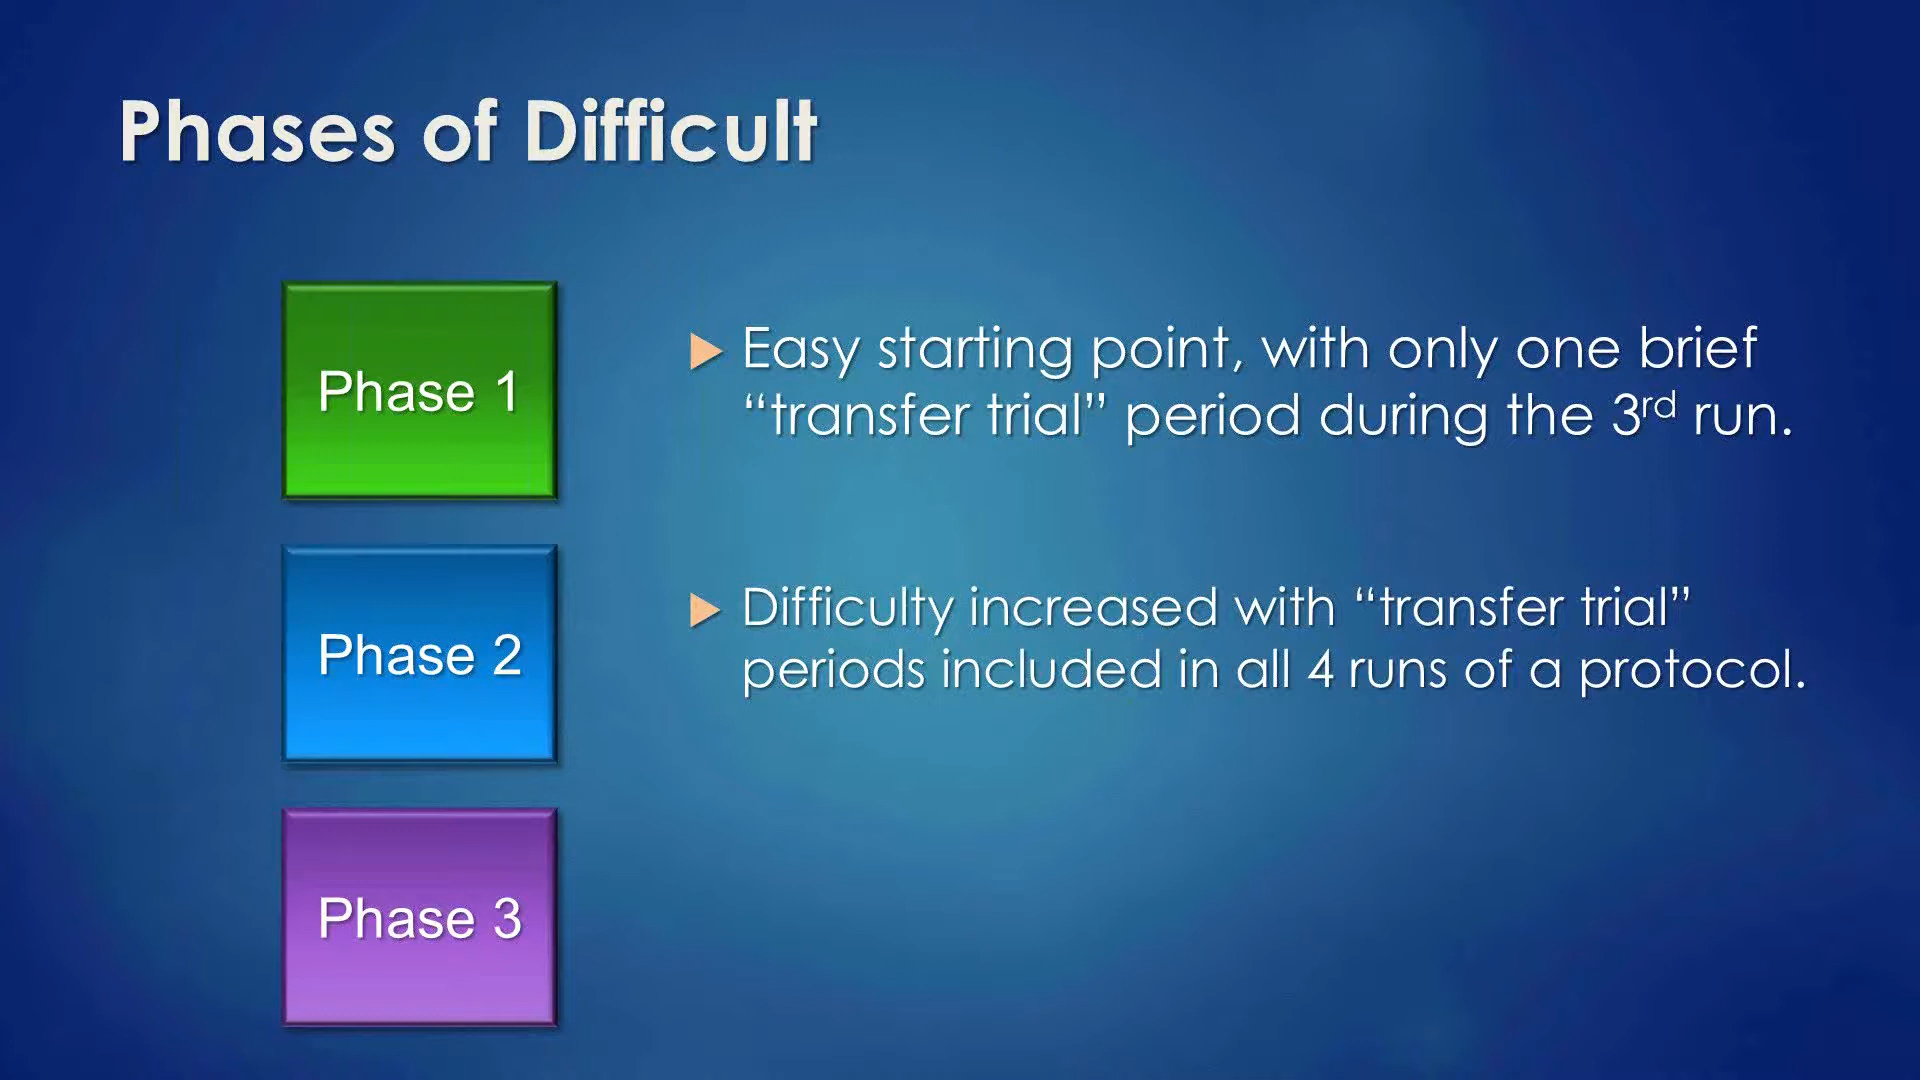 Phases of Difficult
Phase 1
Easy starting point, with only one brief
“transfer trial” period during the 3rd run.
Phase 2
Difficulty increased with “transfer trial”
periods included in all 4 runs of a protocol.
Phase 3